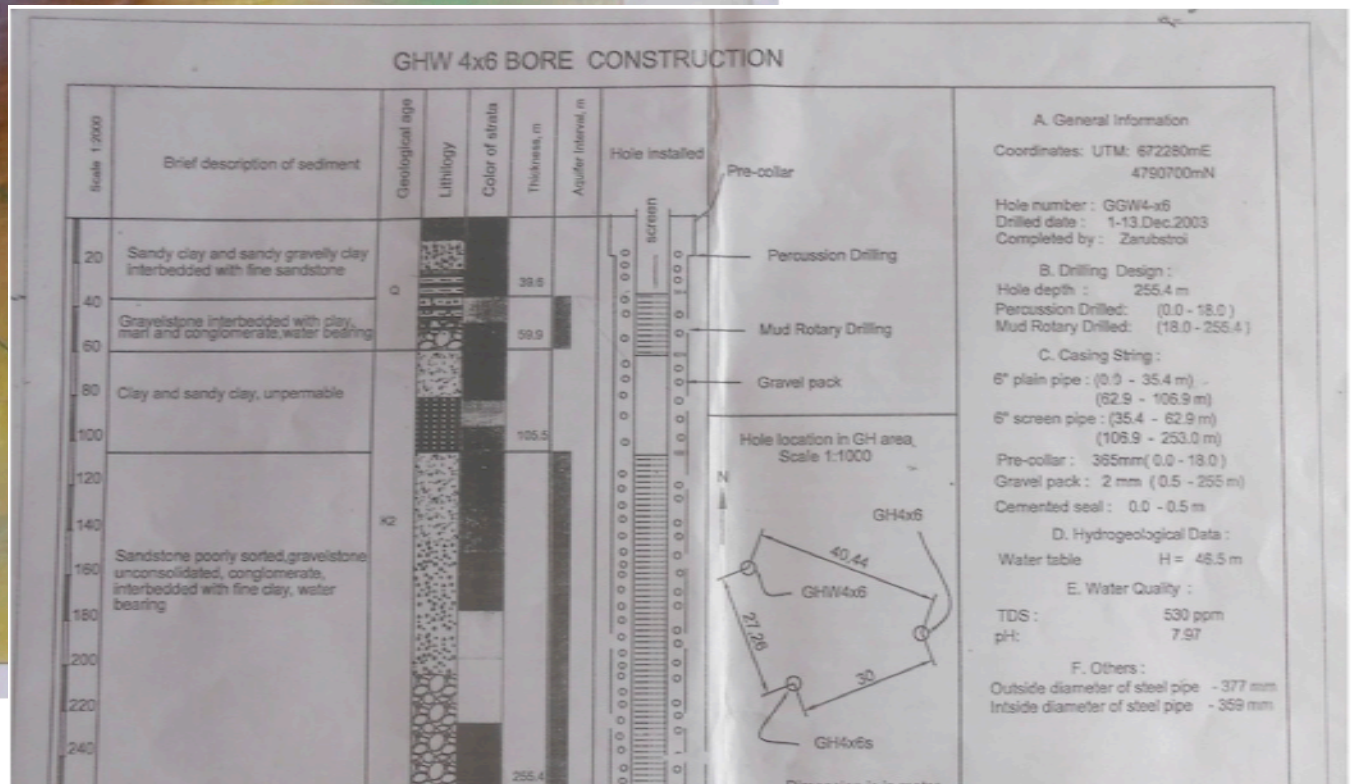 GHW 4x6 BORE CONSTRUCTION
Scale 1:2000
Brief description of sediment
Geological age
Lithilogy
Color of strata
Thickness, m
Aquifer Interval, m
Hole installed
Pre-collar
screen
20
40
60
80
100
120
140
160
180
200
220
240
Sandy clay and sandy gravelly clay
interbedded with fine sandstone
Gravelstone interbedded with clay,
marl and conglomerate,water bearing
Clay and sandy clay, unpermable
Sandstone poorly sorted,gravelstone
unconsolidated, conglomerate,
interbedded with fine clay, water
bearing
Q
K2
39.6
59.9
105.5
255.4
Percussion Drilling
Mud Rotary Drilling
Gravel pack
Hole location in GH area,
Scale 1:1000
N
GH4x6
40,44
GHW4x6
27,26
30
GH4x6s
A. General Information
Coordinates: UTM: 672280mE
4790700mN
Hole number : GGW4-x6
Drilled date : 1-13.Dec.2003
Completed by : Zarubstroi
B. Drilling Design :
Hole depth : 255.4 m
Percussion Drilled: (0.0 - 18.0 )
Mud Rotary Drilled: (18.0 - 255.4)
C. Casing String :
6" plain pipe : (0.0 - 35.4 m)
(62.9 - 106.9 m)
6" screen pipe : (35.4 - 62.9 m)
(106.9 - 253.0 m)
Pre-collar : 365mm( 0.0 - 18.0 )
Gravel pack : 2 mm (0.5 - 255 m)
Cemented seal : 0.0 - 0.5 m
D. Hydrogeological Data :
Water table H = 46.5 m
E. Water Quality :
TDS : 530 ppm
pH: 7.97
F. Others :
Outside diameter of steel pipe - 377 mm
Intside diameter of steel pipe - 359 mm